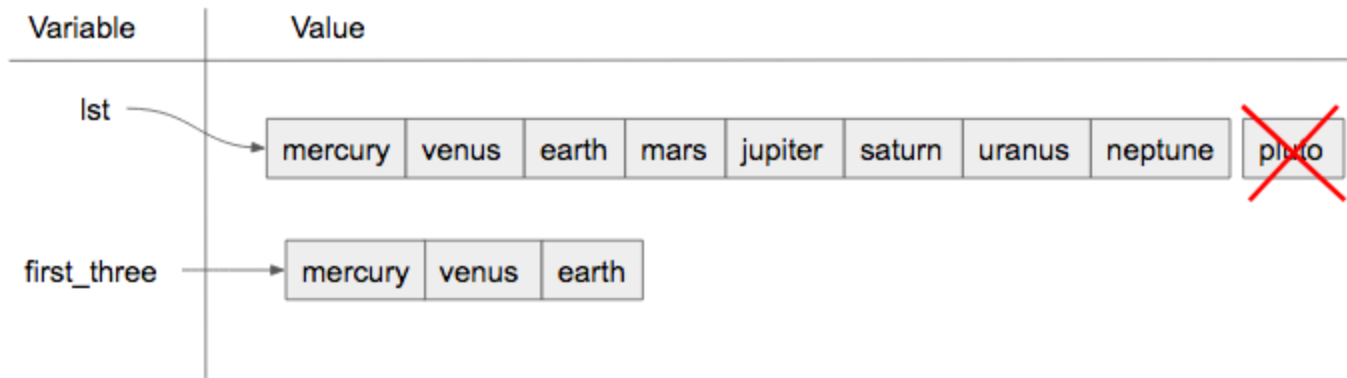 Variable Value
lst
mercury venus earth mars jupiter saturn uranus neptune pluto
first_three mercury venus earth